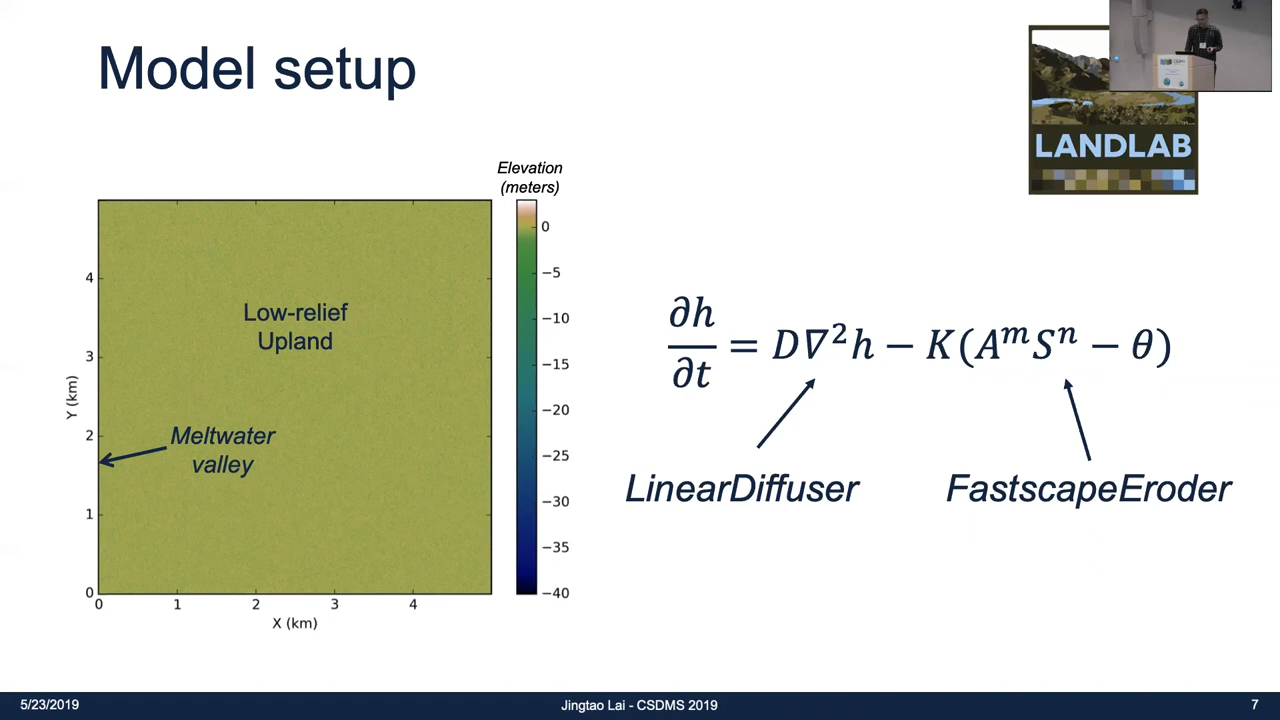 Model setup
LANDLAB
Elevation
(meters)
0
−5
−10
−15
−20
−25
−30
−35
−40
Low-relief
Upland
Meltwater
valley
4
3
2
1
0
Y (km)
0 1 2 3 4
X (km)
∂h/∂t = D∇²h − K(AᵐSⁿ − θ)
LinearDiffuser
FastscapeEroder
5/23/2019
Jingtao Lai - CSDMS 2019
7